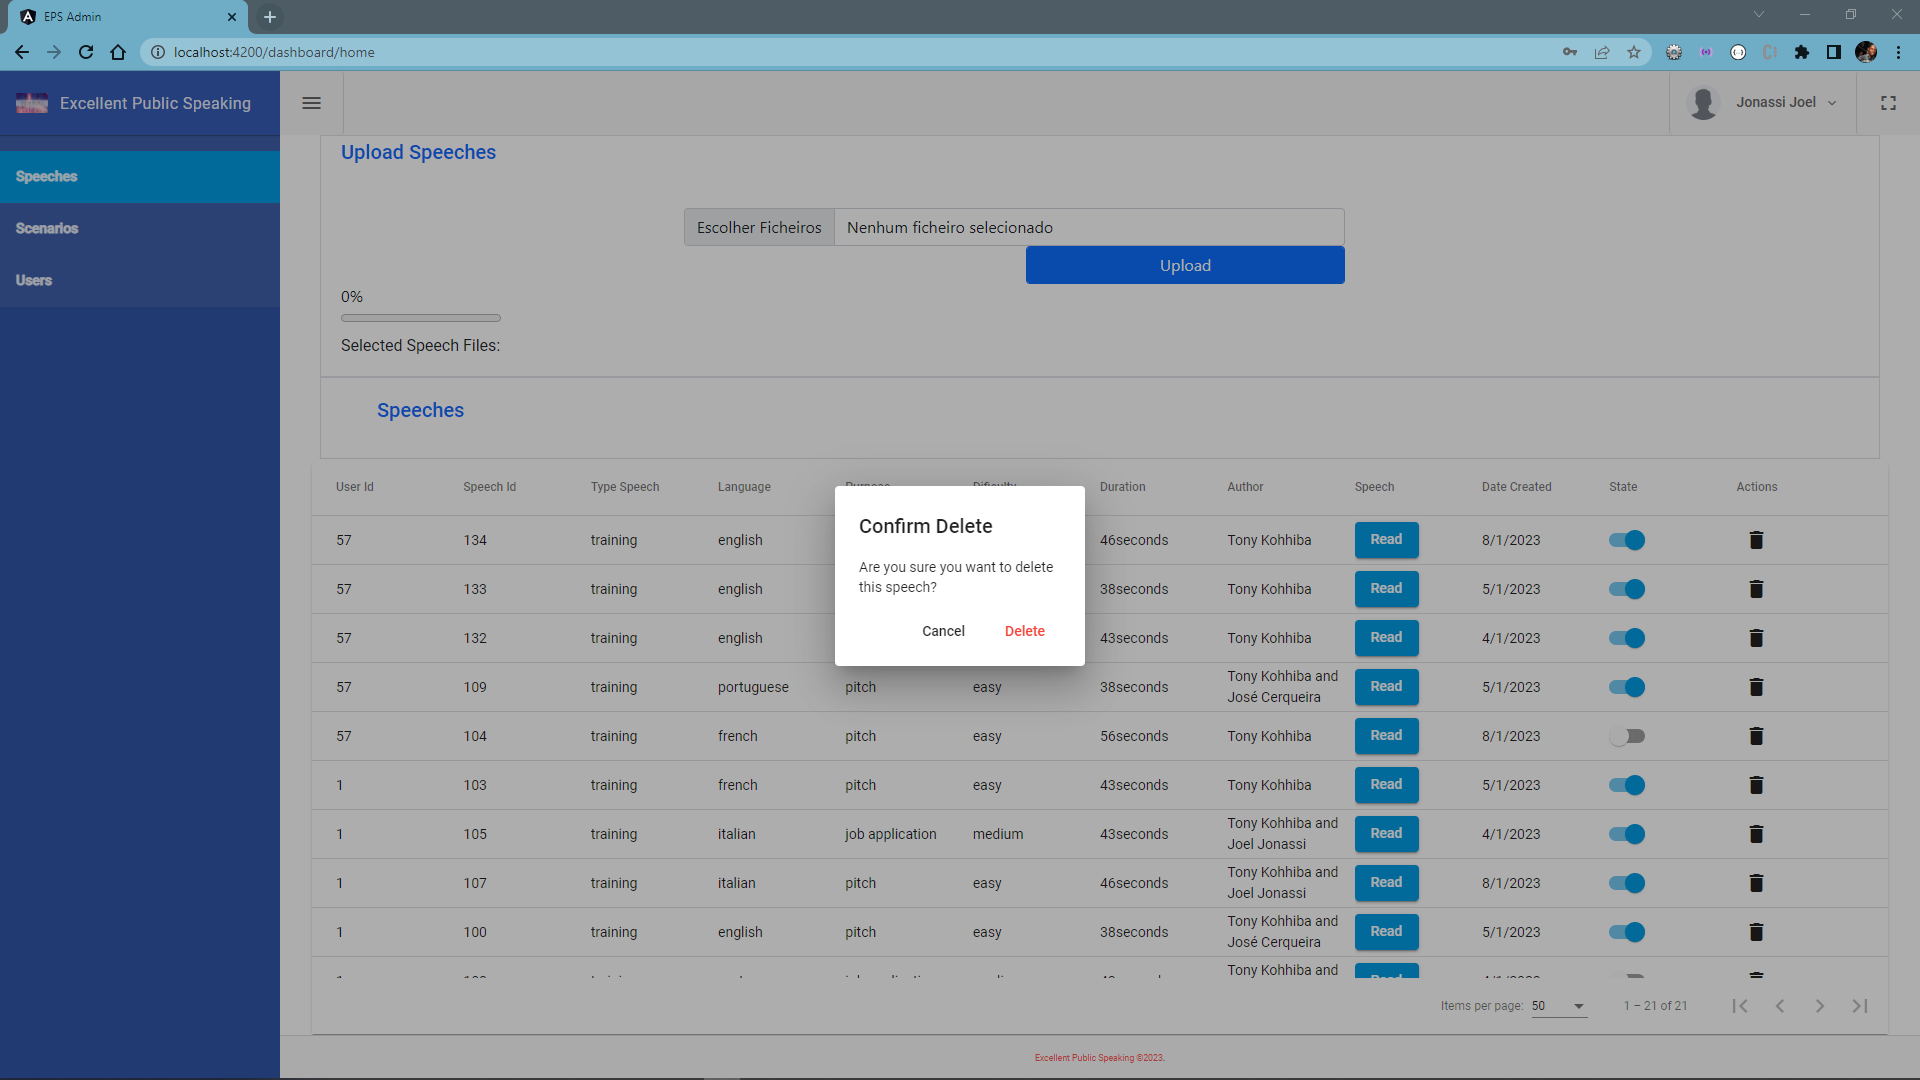 EPS Admin
localhost:4200/dashboard/home
Excellent Public Speaking
Jonassi Joel
Speeches
Scenarios
Users
Upload Speeches
Escolher Ficheiros Nenhum ficheiro selecionado
Upload
0%
Selected Speech Files:
Speeches
User Id Speech Id Type Speech Language Purpose Dificulty Duration Author Speech Date Created State Actions
57 134 training english 46seconds Tony Kohhiba Read 8/1/2023
57 133 training english 38seconds Tony Kohhiba Read 5/1/2023
57 132 training english 43seconds Tony Kohhiba Read 4/1/2023
57 109 training portuguese pitch easy 38seconds Tony Kohhiba and
José Cerqueira Read 5/1/2023
57 104 training french pitch easy 56seconds Tony Kohhiba Read 8/1/2023
1 103 training french pitch easy 43seconds Tony Kohhiba Read 5/1/2023
1 105 training italian job application medium 43seconds Tony Kohhiba and
Joel Jonassi Read 4/1/2023
1 107 training italian pitch easy 46seconds Tony Kohhiba and
Joel Jonassi Read 8/1/2023
1 100 training english pitch easy 38seconds Tony Kohhiba and
José Cerqueira Read 5/1/2023
Tony Kohhiba and
Confirm Delete
Are you sure you want to delete
this speech?
Cancel Delete
Items per page: 50 1 – 21 of 21
Excellent Public Speaking ©2023.